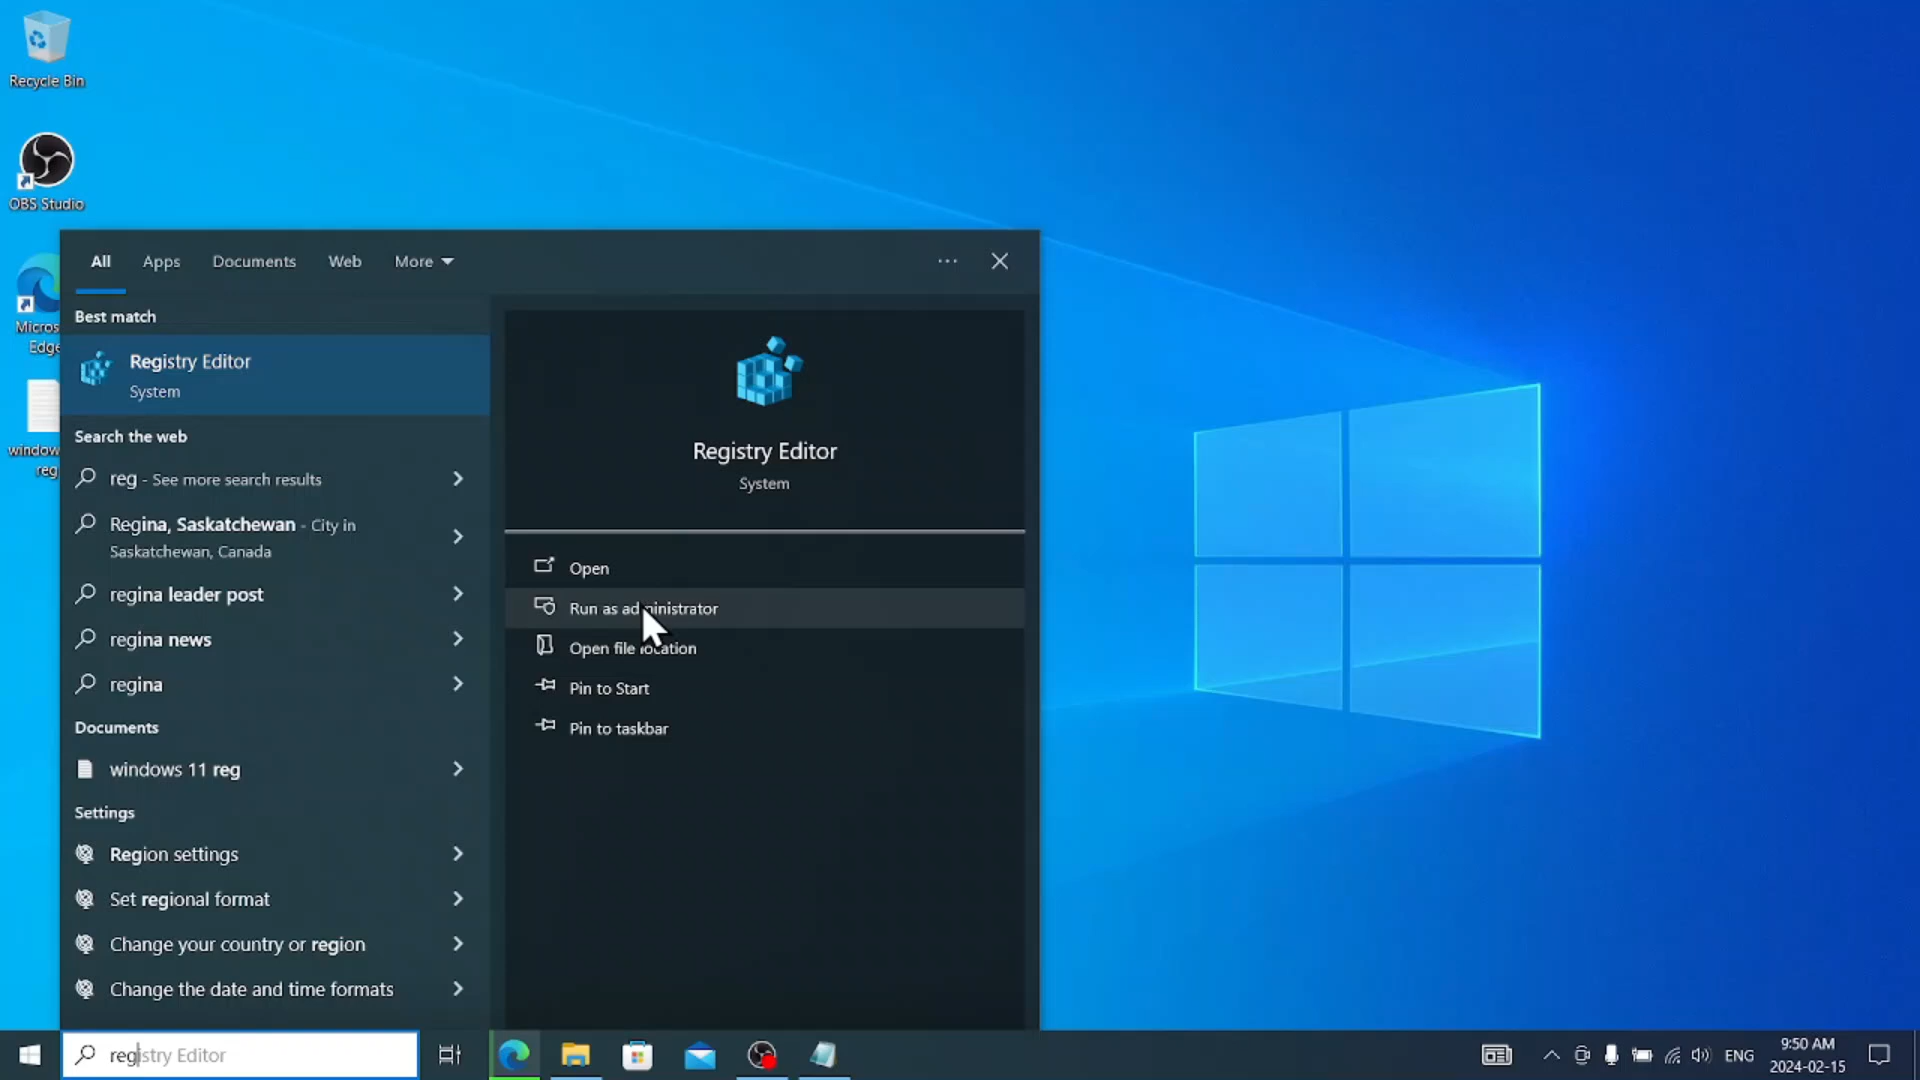 Recycle Bin
OBS Studio
Micros
Edge
window
reg
All Apps Documents Web More
Best match
Registry Editor
System
Search the web
reg - See more search results
Regina, Saskatchewan - City in
Saskatchewan, Canada
regina leader post
regina news
regina
Documents
windows 11 reg
Settings
Region settings
Set regional format
Change your country or region
Change the date and time formats
Registry Editor
System
Open
Run as administrator
Open file location
Pin to Start
Pin to taskbar
registry Editor
ENG
9:50 AM
2024-02-15